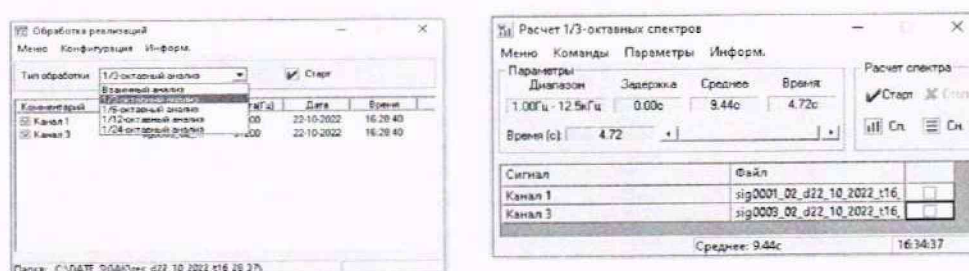 Обработка реализаций
Меню Конфигурация Информ.
Тип обработки 1/3-октавный анализ Старт
Взаимный анализ
1/3-октавный анализ
1/6-октавный анализ
1/12-октавный анализ
1/24-октавный анализ
Комментарий та(Гц) Дата Время
Канал 1 22-10-2022 16:28:40
Канал 3 22-10-2022 16:28:40
Папка:
Расчет 1/3-октавных спектров
Меню Команды Параметры Информ.
Параметры
Диапазон Задержка Среднее Время
1.00Гц - 12.5кГц 0.00с 9.44с 4.72с
Время (с): 4.72
Расчет спектра
Старт
Сп. Сн.
Сигнал Файл
Канал 1 sig0001_02_d22_10_2022_t16_
Канал 3 sig0003_02_d22_10_2022_t16_
Среднее: 9.44с 16:34:37